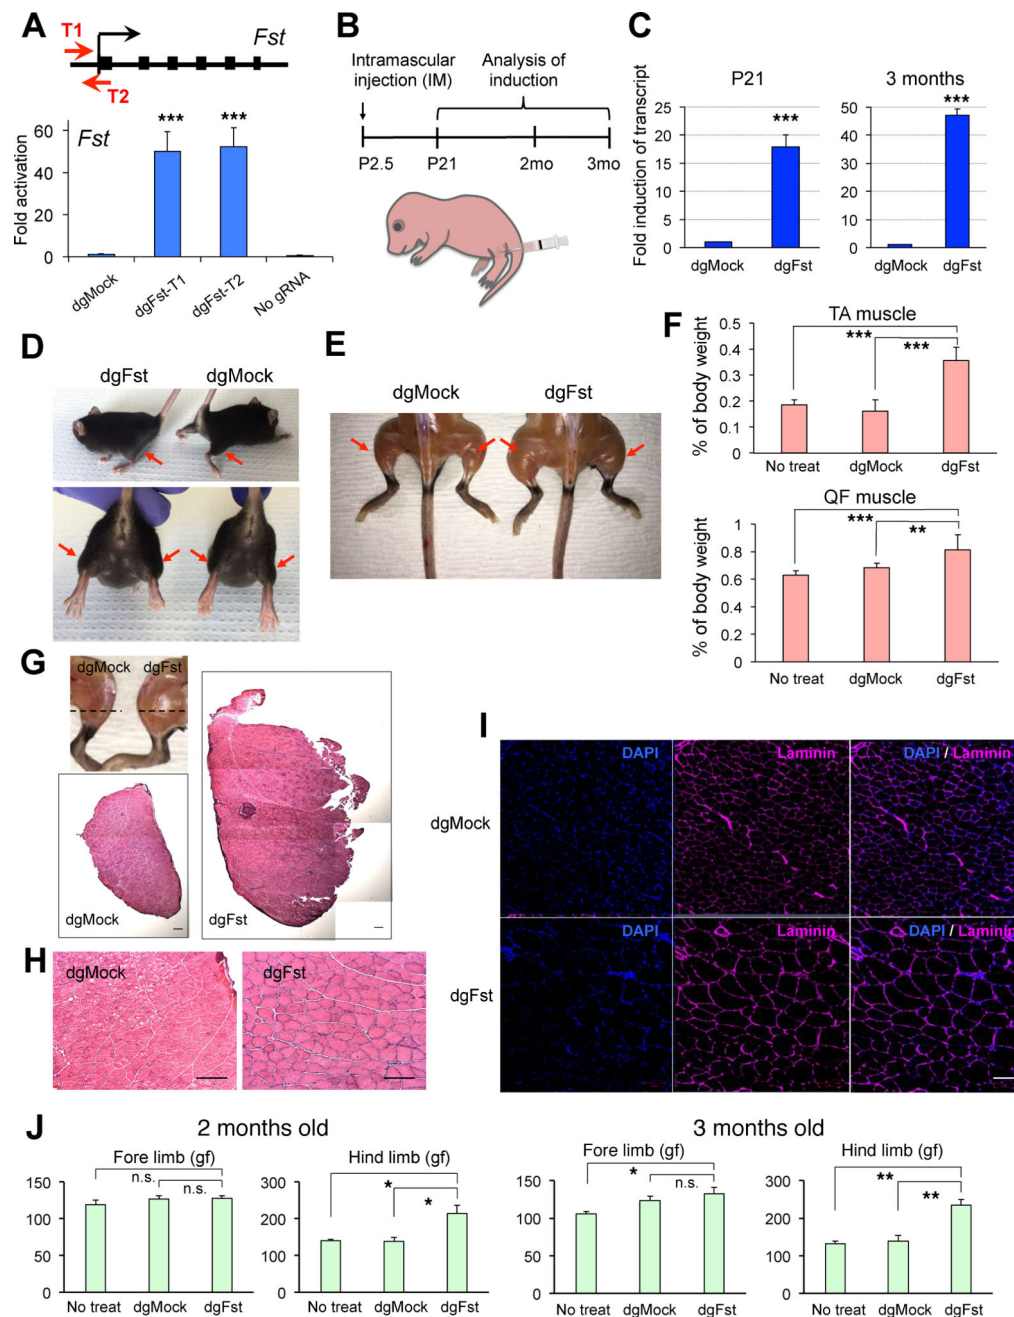 A
T1
Fst
T2
Fst
***
***
Fold activation
60
40
20
0
dgMock
dgFst-T1
dgFst-T2
No gRNA
B
Intramascular
injection (IM)
Analysis of
induction
P2.5
P21
2mo
3mo
C
P21
3 months
Fold induction of transcript
25
20
15
10
5
0
***
dgMock
dgFst
50
40
30
20
10
0
***
dgMock
dgFst
D
dgFst
dgMock
E
dgMock
dgFst
F
TA muscle
% of body weight
0.5
0.4
0.3
0.2
0.1
0
***
***
No treat
dgMock
dgFst
QF muscle
% of body weight
1
0.8
0.6
0.4
0.2
0
***
**
No treat
dgMock
dgFst
G
dgMock
dgFst
dgMock
dgFst
H
dgMock
dgFst
I
DAPI
Laminin
DAPI / Laminin
dgMock
DAPI
Laminin
DAPI / Laminin
dgFst
J
2 months old
Fore limb (gf)
n.s.
n.s.
150
100
50
0
No treat
dgMock
dgFst
Hind limb (gf)
*
*
300
200
100
0
No treat
dgMock
dgFst
3 months old
Fore limb (gf)
*
n.s.
150
100
50
0
No treat
dgMock
dgFst
Hind limb (gf)
**
**
300
200
100
0
No treat
dgMock
dgFst